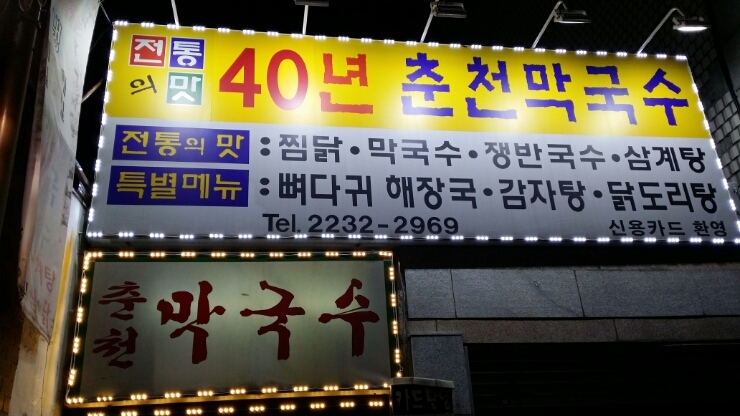 전통의 맛 40년 춘천막국수
전통의 맛 : 찜닭 · 막국수 · 쟁반국수 · 삼계탕
특별메뉴 : 뼈다귀 해장국 · 감자탕 · 닭도리탕
Tel. 2232-2969 신용카드 환영
춘천 막국수